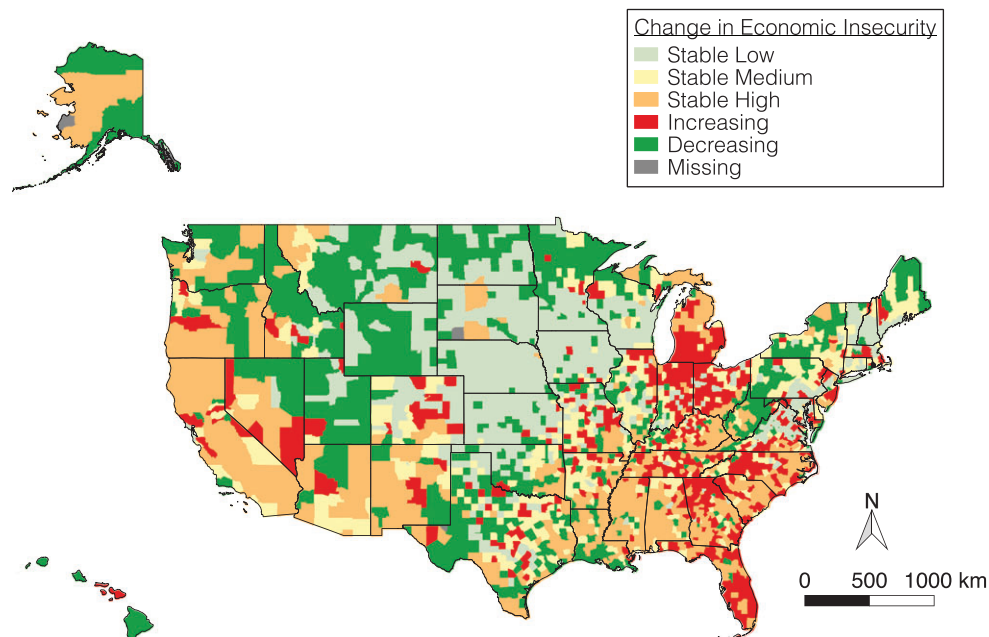 Change in Economic Insecurity
Stable Low
Stable Medium
Stable High
Increasing
Decreasing
Missing
N
0 500 1000 km